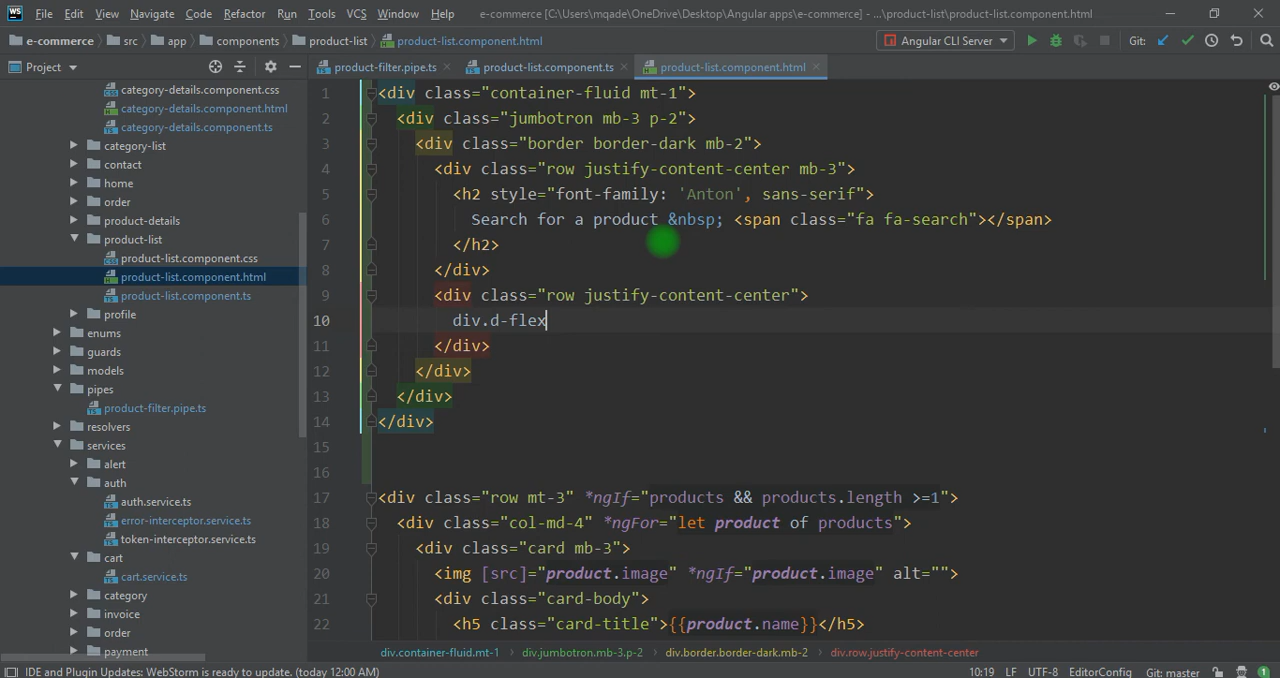 WS File Edit View Navigate Code Refactor Run Tools VCS Window Help e-commerce [C:\Users\mqade\OneDrive\Desktop\Angular apps\e-commerce] - ...\product-list\product-list.component.html
e-commerce src app components product-list product-list.component.html Angular CLI Server Git:
Project product-filter.pipe.ts product-list.component.ts product-list.component.html
category-details.component.css
category-details.component.html
category-details.component.ts
category-list
contact
home
order
product-details
product-list
product-list.component.css
product-list.component.html
product-list.component.ts
profile
enums
guards
models
pipes
product-filter.pipe.ts
resolvers
services
alert
auth
auth.service.ts
error-interceptor.service.ts
token-interceptor.service.ts
cart
cart.service.ts
category
invoice
order
payment
1 <div class="container-fluid mt-1">
2 <div class="jumbotron mb-3 p-2">
3 <div class="border border-dark mb-2">
4 <div class="row justify-content-center mb-3">
5 <h2 style="font-family: 'Anton', sans-serif">
6 Search for a product &nbsp; <span class="fa fa-search"></span>
7 </h2>
8 </div>
9 <div class="row justify-content-center">
10 div.d-flex
11 </div>
12 </div>
13 </div>
14 </div>
15
16
17 <div class="row mt-3" *ngIf="products && products.length >=1">
18 <div class="col-md-4" *ngFor="let product of products">
19 <div class="card mb-3">
20 <img [src]="product.image" *ngIf="product.image" alt="">
21 <div class="card-body">
22 <h5 class="card-title">{{product.name}}</h5>
div.container-fluid.mt-1 div.jumbotron.mb-3.p-2 div.border.border-dark.mb-2 div.row.justify-content-center
IDE and Plugin Updates: WebStorm is ready to update. (today 12:00 AM) 10:19 LF UTF-8 EditorConfig Git: master 1